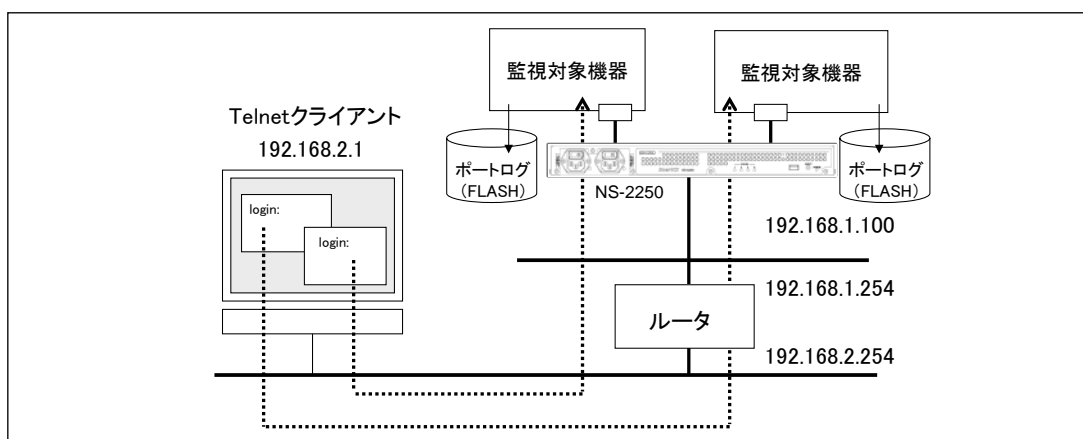 監視対象機器
監視対象機器
Telnetクライアント
192.168.2.1
ポートログ
(FLASH)
ポートログ
(FLASH)
NS-2250
login:
login:
192.168.1.100
192.168.1.254
ルータ
192.168.2.254